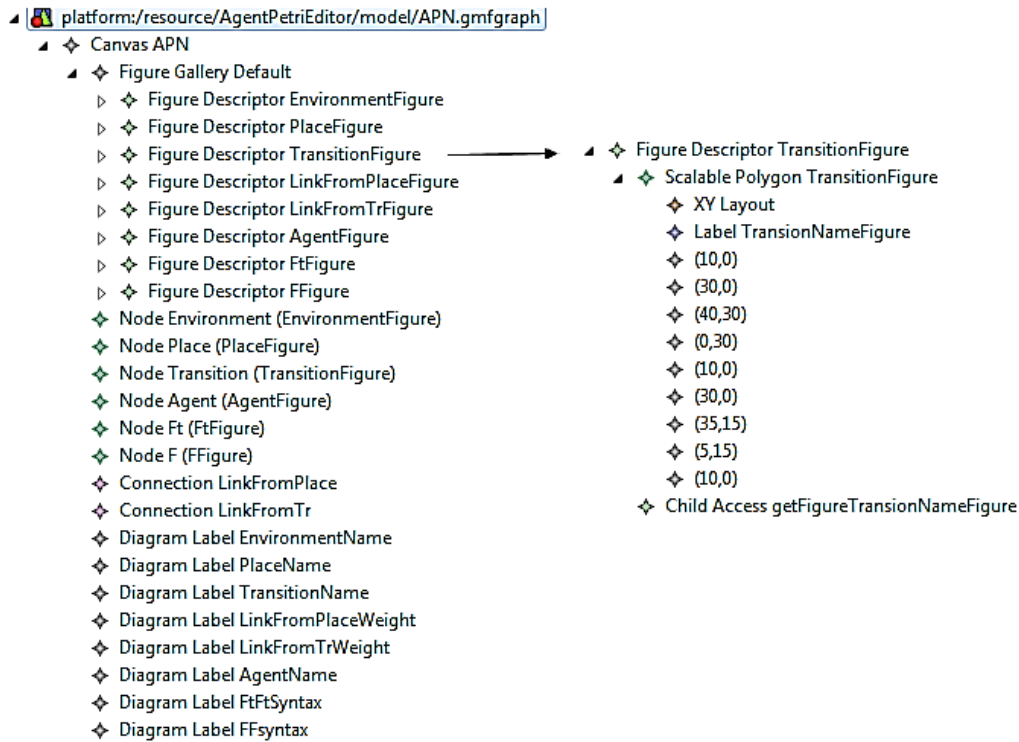 platform:/resource/AgentPetriEditor/model/APN.gmfgraph
Canvas APN
Figure Gallery Default
Figure Descriptor EnvironmentFigure
Figure Descriptor PlaceFigure
Figure Descriptor TransitionFigure
Figure Descriptor LinkFromPlaceFigure
Figure Descriptor LinkFromTrFigure
Figure Descriptor AgentFigure
Figure Descriptor FtFigure
Figure Descriptor FFigure
Node Environment (EnvironmentFigure)
Node Place (PlaceFigure)
Node Transition (TransitionFigure)
Node Agent (AgentFigure)
Node Ft (FtFigure)
Node F (FFigure)
Connection LinkFromPlace
Connection LinkFromTr
Diagram Label EnvironmentName
Diagram Label PlaceName
Diagram Label TransitionName
Diagram Label LinkFromPlaceWeight
Diagram Label LinkFromTrWeight
Diagram Label AgentName
Diagram Label FtFtSyntax
Diagram Label FFsyntax
Figure Descriptor TransitionFigure
Scalable Polygon TransitionFigure
XY Layout
Label TransionNameFigure
(10,0)
(30,0)
(40,30)
(0,30)
(10,0)
(30,0)
(35,15)
(5,15)
(10,0)
Child Access getFigureTransionNameFigure